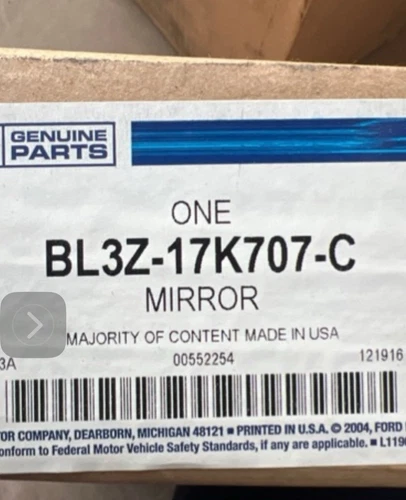 GENUINE
PARTS
ONE
BL3Z-17K707-C
MIRROR
MAJORITY OF CONTENT MADE IN USA
3A 00552254 121916
OR COMPANY, DEARBORN, MICHIGAN 48121 ■ PRINTED IN U.S.A. © 2004, FORD
onform to Federal Motor Vehicle Safety Standards, if any are applicable. ■ L119